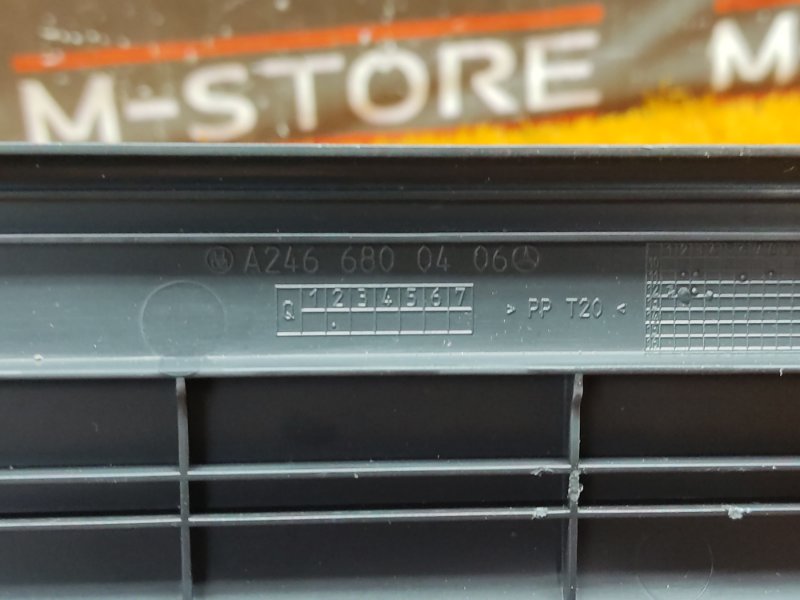 M-STORE
M
A246 680 04 06
Q 1 2 3 4 5 6 7
> PP T20 <